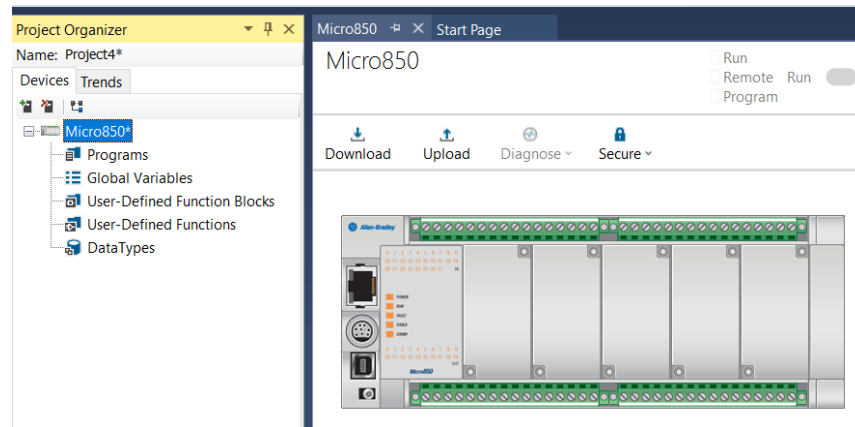 Project Organizer
Name: Project4*
Devices Trends
Micro850*
Programs
Global Variables
User-Defined Function Blocks
User-Defined Functions
DataTypes
Micro850 Start Page
Micro850
Run
Remote Run
Program
Download Upload Diagnose Secure
Allen-Bradley
POWER
RUN
FAULT
FORCE
COMM
Micro850